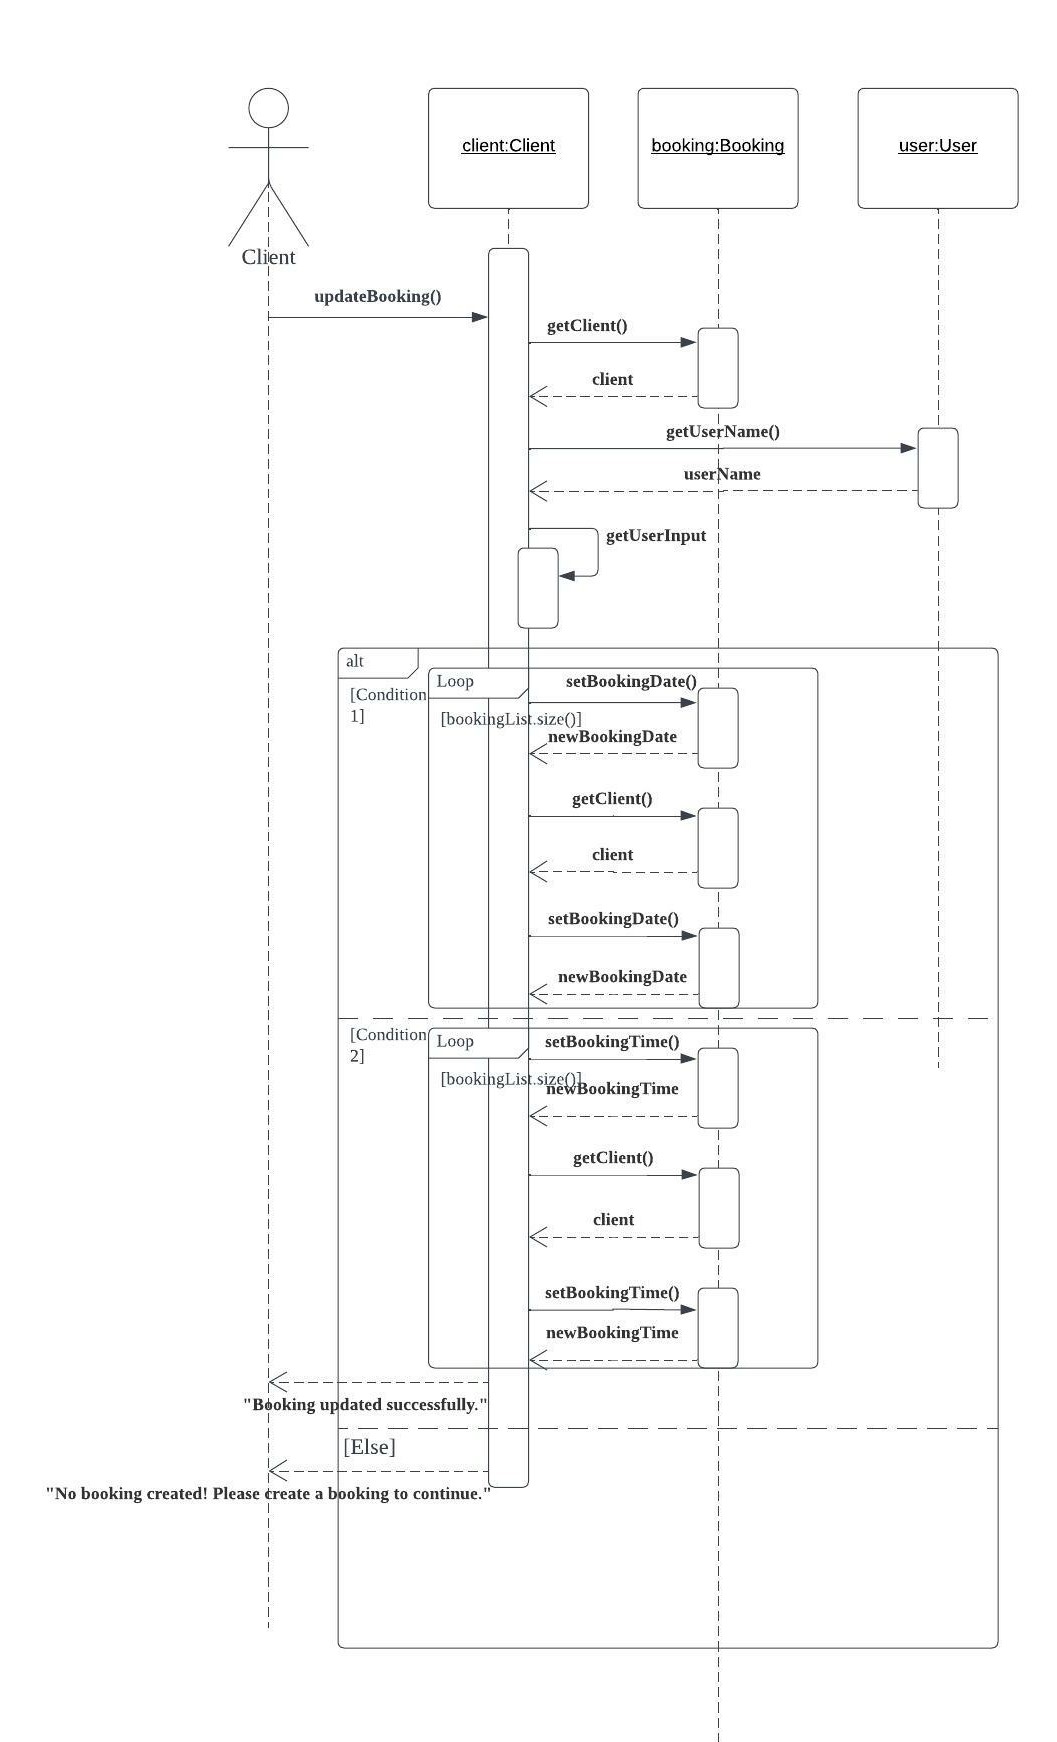 client:Client
booking:Booking
user:User
Client
updateBooking()
getClient()
client
getUserName()
userName
getUserInput
alt
[Condition
1]
Loop
[bookingList.size()]
setBookingDate()
newBookingDate
getClient()
client
setBookingDate()
newBookingDate
[Condition
2]
Loop
[bookingList.size()]
setBookingTime()
newBookingTime
getClient()
client
setBookingTime()
newBookingTime
"Booking updated successfully."
[Else]
"No booking created! Please create a booking to continue."